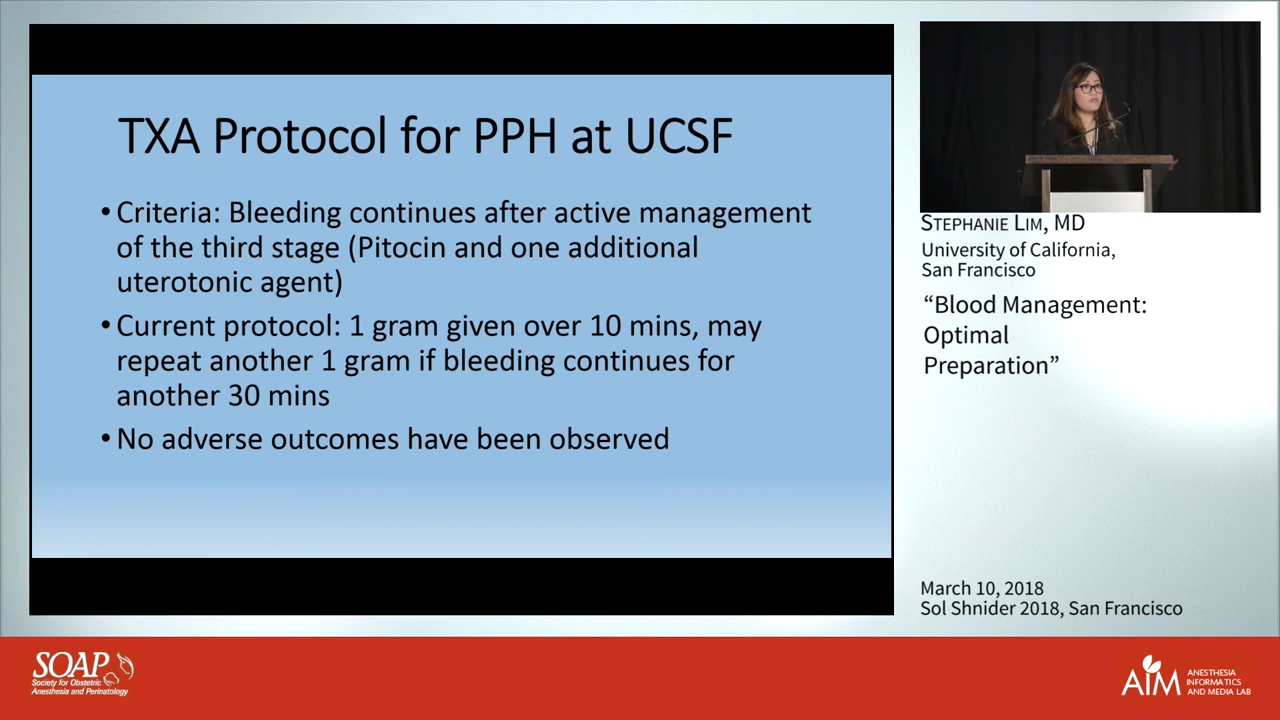 TXA Protocol for PPH at UCSF
• Criteria: Bleeding continues after active management
of the third stage (Pitocin and one additional
uterotonic agent)
• Current protocol: 1 gram given over 10 mins, may
repeat another 1 gram if bleeding continues for
another 30 mins
• No adverse outcomes have been observed
STEPHANIE LIM, MD
University of California,
San Francisco
“Blood Management:
Optimal
Preparation”
March 10, 2018
Sol Shnider 2018, San Francisco
SOAP
Society for Obstetric
Anesthesia and Perinatology
AIM
ANESTHESIA
INFORMATICS
AND MEDIA LAB